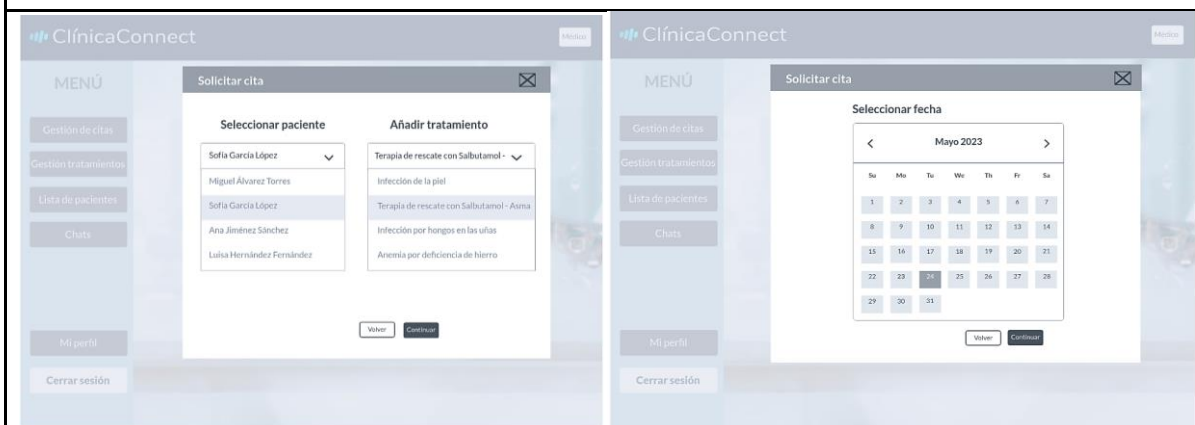 ClínicaConnect
Médico
MENÚ
Gestión de citas
Gestión tratamientos
Lista de pacientes
Chats
Mi perfil
Cerrar sesión
Solicitar cita
Seleccionar paciente
Sofía García López
Miguel Álvarez Torres
Sofía García López
Ana Jiménez Sánchez
Luisa Hernández Fernández
Añadir tratamiento
Terapia de rescate con Salbutamol -
Infección de la piel
Terapia de rescate con Salbutamol - Asma
Infección por hongos en las uñas
Anemia por deficiencia de hierro
Volver Continuar
ClínicaConnect
Médico
MENÚ
Gestión de citas
Gestión tratamientos
Lista de pacientes
Chats
Mi perfil
Cerrar sesión
Solicitar cita
Seleccionar fecha
< Mayo 2023 >
Su Mo Tu We Th Fr Sa
1 2 3 4 5 6 7
8 9 10 11 12 13 14
15 16 17 18 19 20 21
22 23 24 25 26 27 28
29 30 31
Volver Continuar